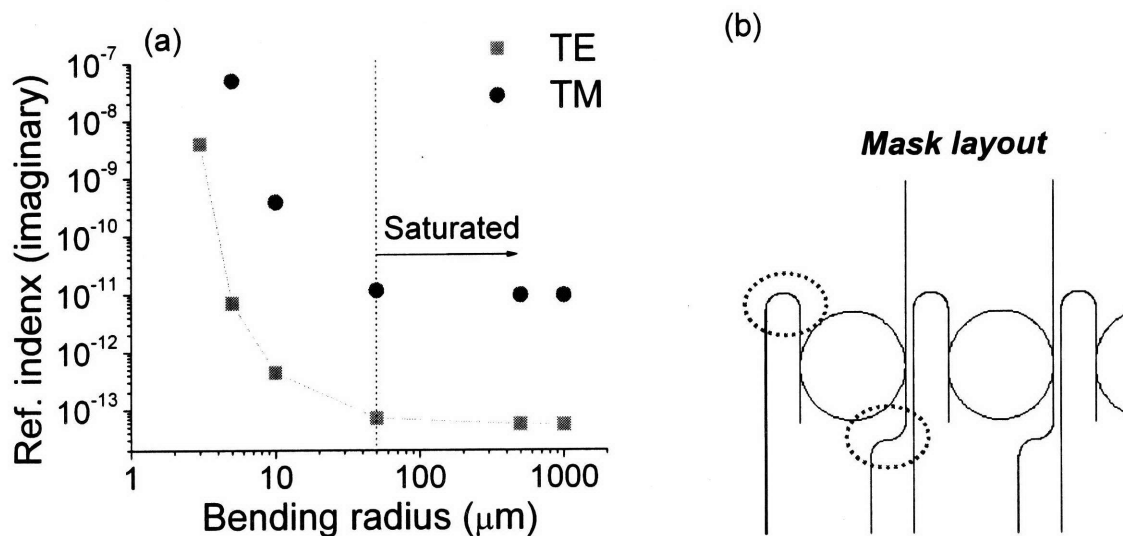 (a)
TE
TM
Ref. indenx (imaginary)
10⁻⁷
10⁻⁸
10⁻⁹
10⁻¹⁰
10⁻¹¹
10⁻¹²
10⁻¹³
Saturated
1 10 100 1000
Bending radius (μm)
(b)
Mask layout